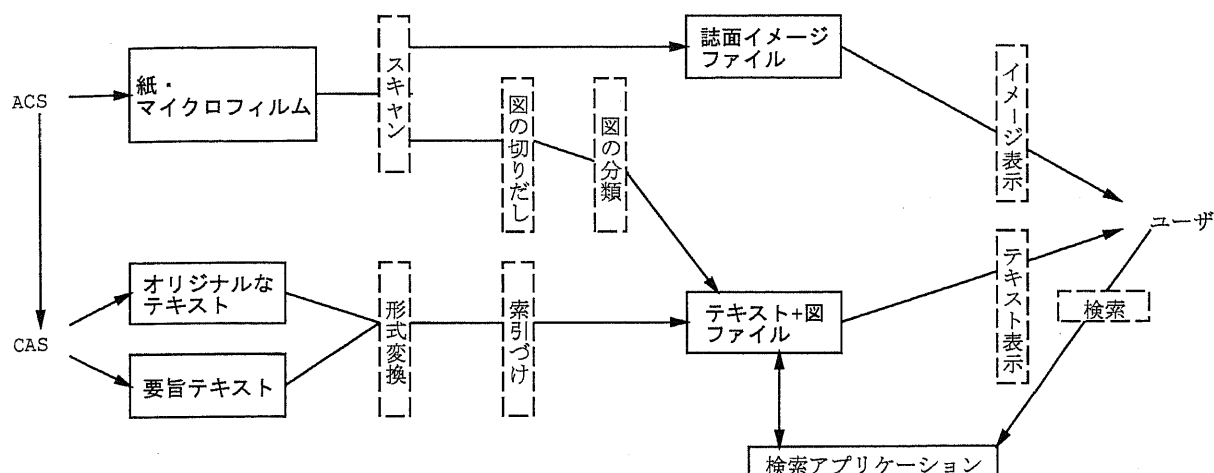 ACS
紙・
マイクロフィルム
スキャン
誌面イメージ
ファイル
図の切りだし
図の分類
イメージ表示
ユーザ
CAS
オリジナルな
テキスト
要旨テキスト
形式変換
索引づけ
テキスト+図
ファイル
テキスト表示
検索
検索アプリケーション